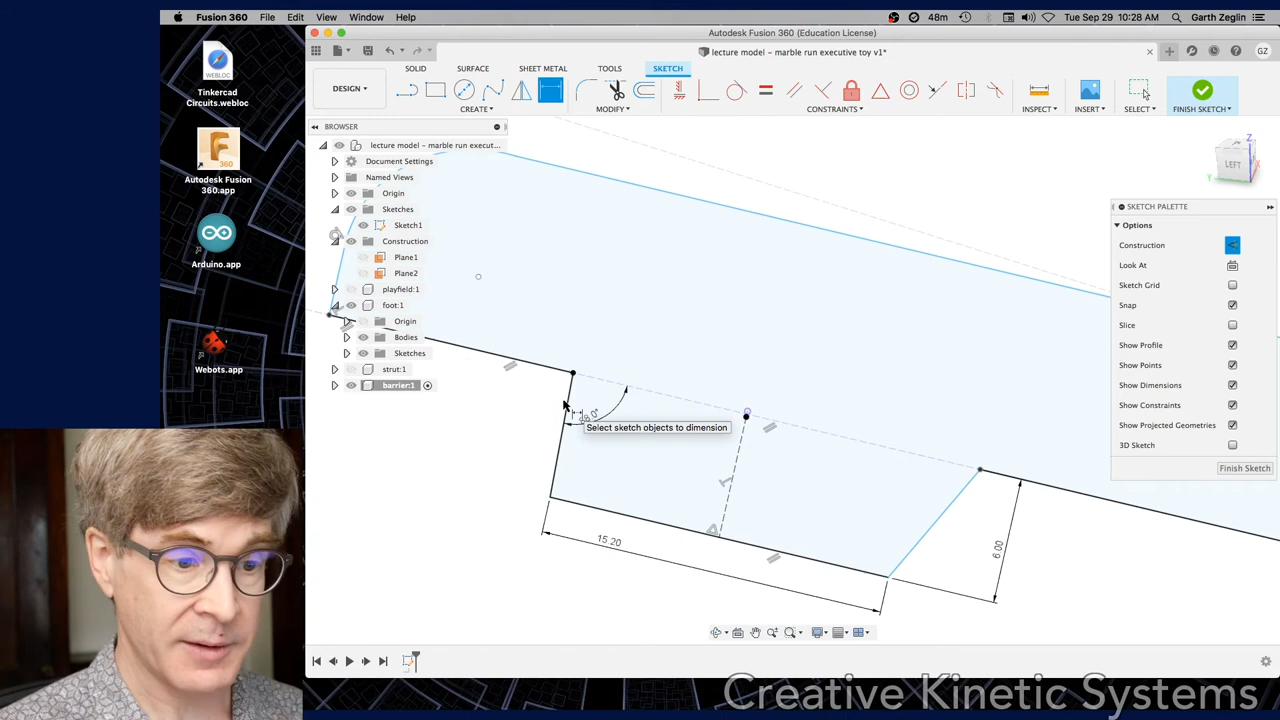 Fusion 360 File Edit View Window Help 48m Tue Sep 29 10:28 AM Garth Zeglin
Autodesk Fusion 360 (Education License)
lecture model – marble run executive toy v1*
GZ
SOLID SURFACE SHEET METAL TOOLS SKETCH
DESIGN
CREATE MODIFY CONSTRAINTS INSPECT INSERT SELECT FINISH SKETCH
BROWSER
lecture model – marble run execut...
Document Settings
Named Views
Origin
Sketches
Sketch1
Construction
Plane1
Plane2
playfield:1
foot:1
Origin
Bodies
Sketches
strut:1
barrier:1
Tinkercad
Circuits.webloc
WEBLOC
Autodesk Fusion
360.app
360
Arduino.app
Webots.app
LEFT
Z
Y
X
SKETCH PALETTE
Options
Construction
Look At
Sketch Grid
Snap
Slice
Show Profile
Show Points
Show Dimensions
Show Constraints
Show Projected Geometries
3D Sketch
Finish Sketch
Select sketch objects to dimension
15.20
6.00
Creative Kinetic Systems